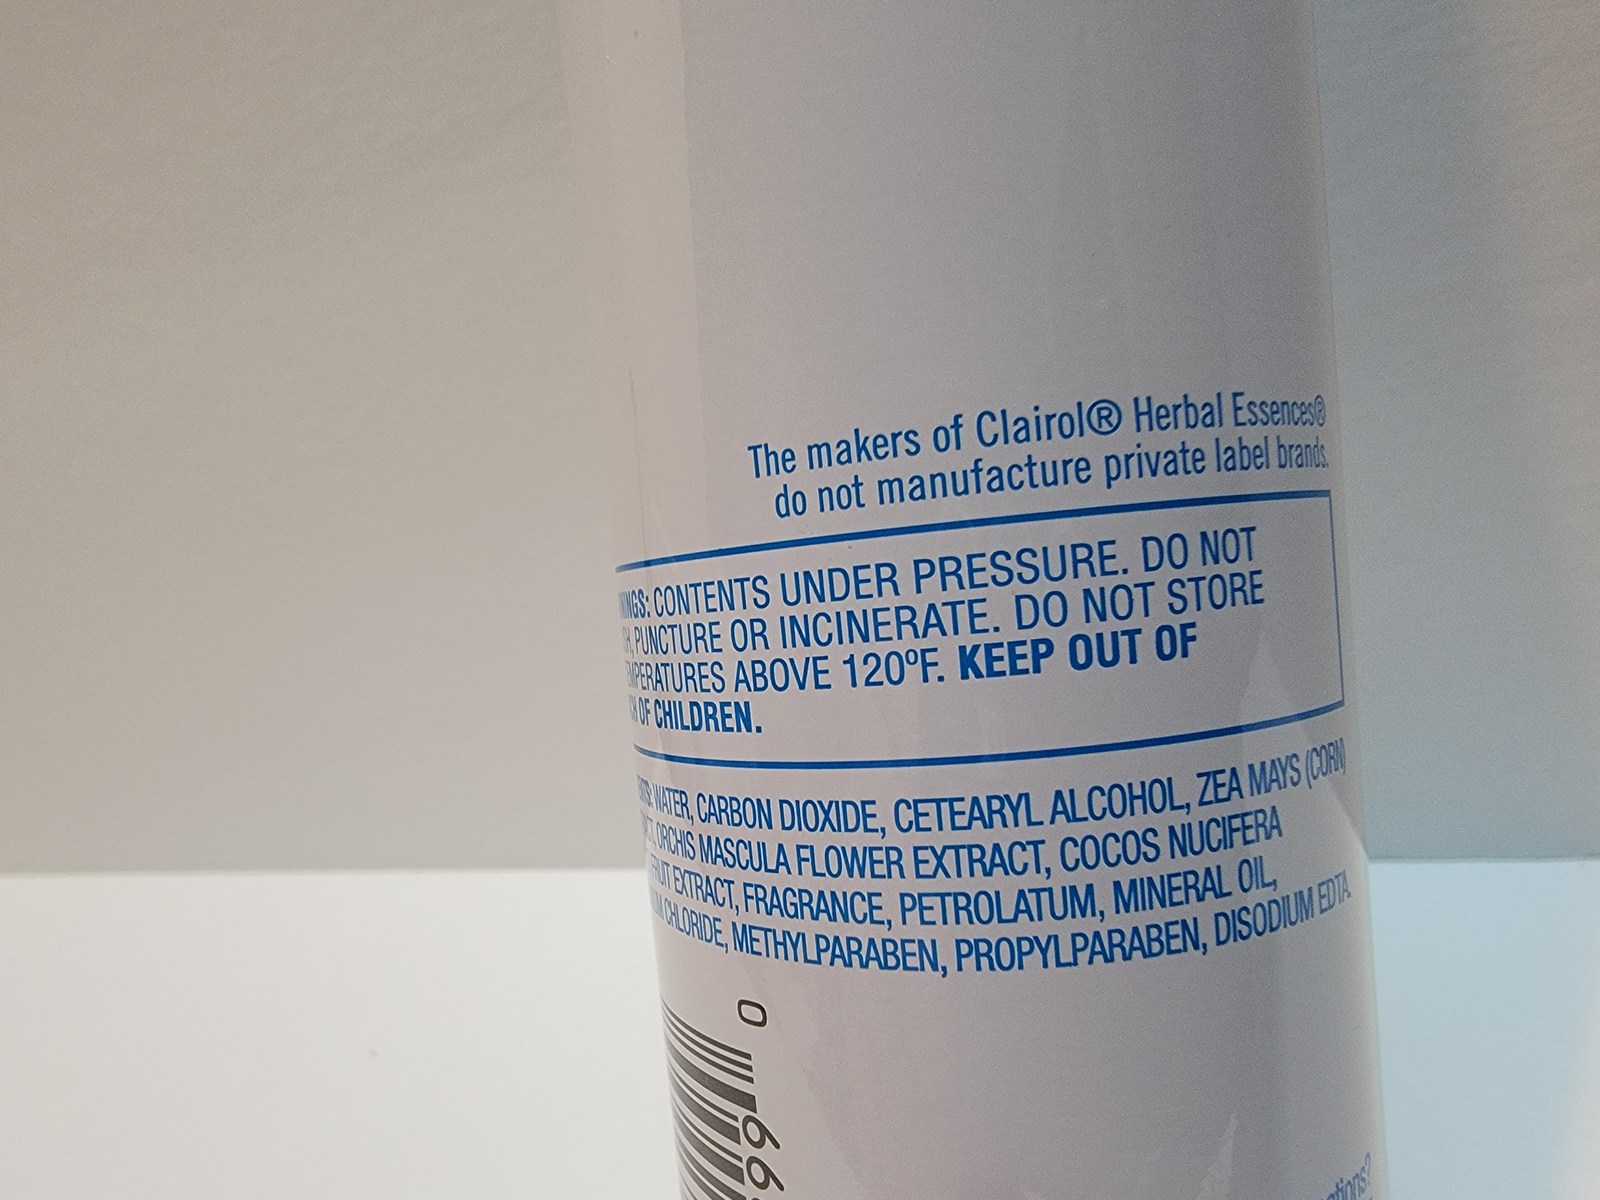 The makers of Clairol® Herbal Essences®
do not manufacture private label brands.
CONTENTS UNDER PRESSURE. DO NOT
PUNCTURE OR INCINERATE. DO NOT STORE
ABOVE 120ºF. KEEP OUT OF
OF CHILDREN.
WATER, CARBON DIOXIDE, CETEARYL ALCOHOL, ZEA MAYS (CORN)
ORCHIS MASCULA FLOWER EXTRACT, COCOS NUCIFERA
EXTRACT, FRAGRANCE, PETROLATUM, MINERAL OIL,
CHLORIDE, METHYLPARABEN, PROPYLPARABEN, DISODIUM EDTA
0